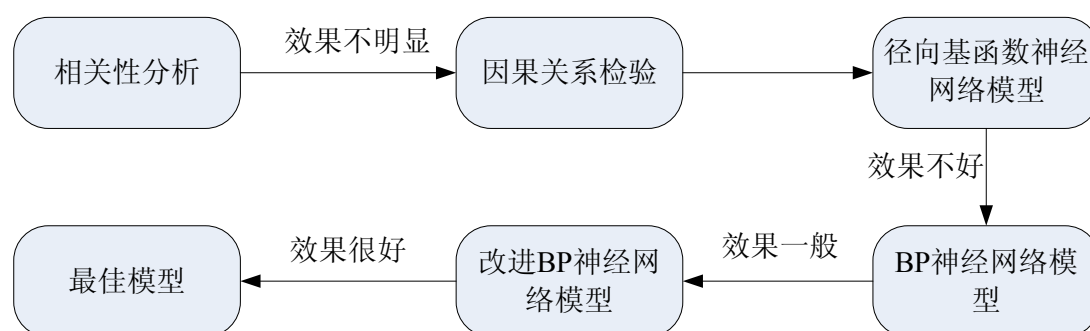 相关性分析
效果不明显
因果关系检验
径向基函数神经
网络模型
效果不好
BP神经网络模
型
效果一般
改进BP神经网
络模型
效果很好
最佳模型